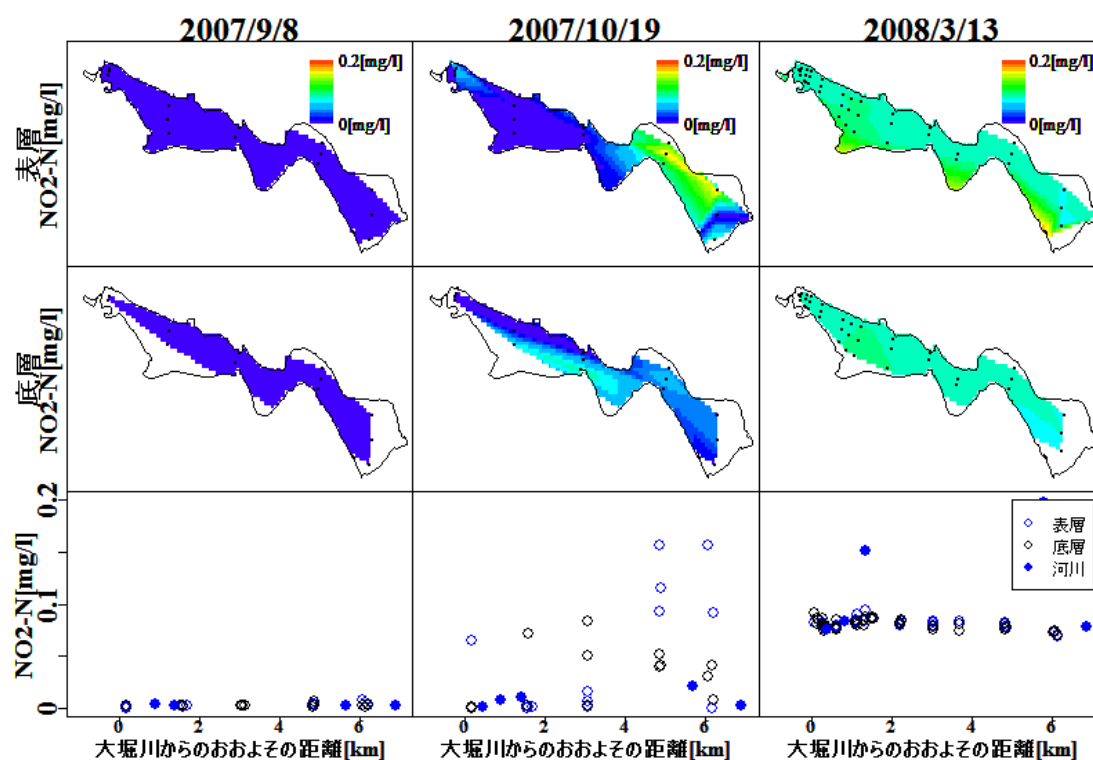 2007/9/8 2007/10/19 2008/3/13
表層
NO2-N[mg/l]
0.2[mg/l]
0[mg/l]
0.2[mg/l]
0[mg/l]
0.2[mg/l]
0[mg/l]
底層
NO2-N[mg/l]
NO2-N[mg/l]
0.2
0.1
0
表層
底層
河川
0 2 4 6
0 2 4 6
0 2 4 6
大堀川からのおおよその距離[km]
大堀川からのおおよその距離[km]
大堀川からのおおよその距離[km]